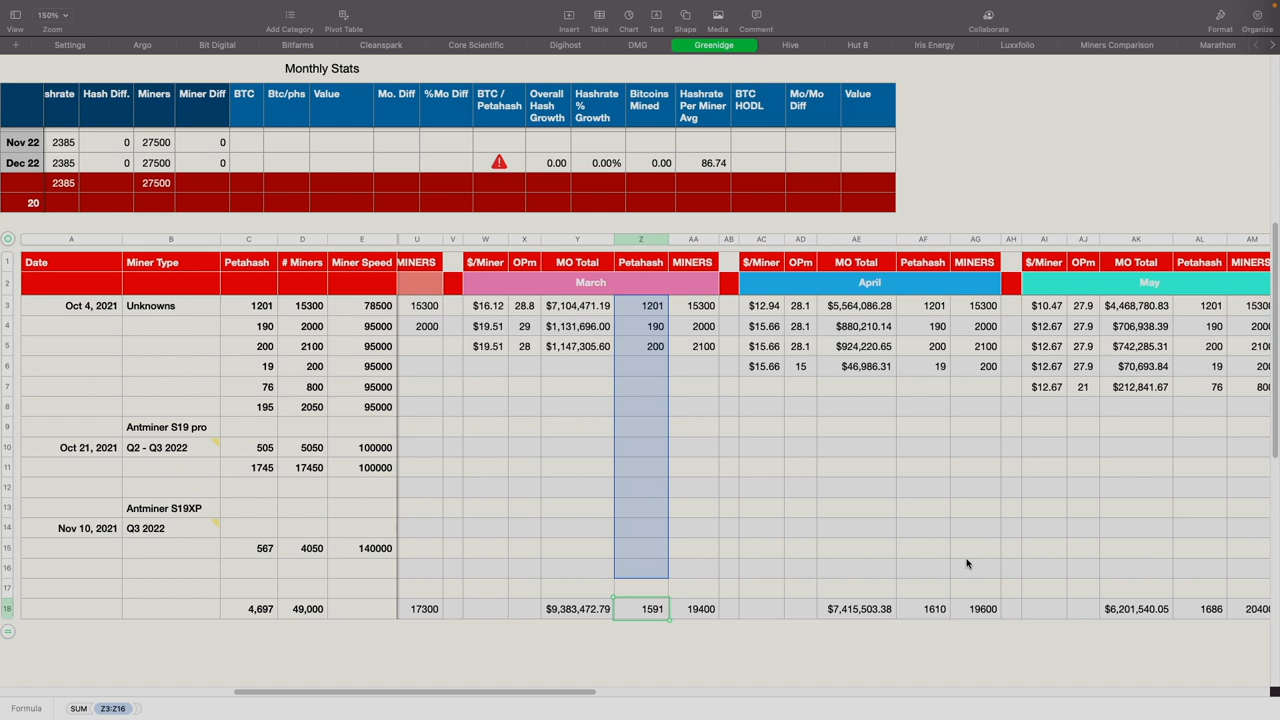 150%
View Zoom Add Category Pivot Table Insert Table Chart Text Shape Media Comment Collaborate Format Organize
Settings Argo Bit Digital Bitfarms Cleanspark Core Scientific Digihost DMG Greenidge Hive Hut 8 Iris Energy Luxxfolio Miners Comparison Marathon
Monthly Stats
shrate Hash Diff. Miners Miner Diff BTC Btc/phs Value Mo. Diff %Mo Diff BTC / Petahash Overall Hash Growth Hashrate % Growth Bitcoins Mined Hashrate Per Miner Avg BTC HODL Mo/Mo Diff Value
Nov 22 2385 0 27500 0
Dec 22 2385 0 27500 0 0.00 0.00% 0.00 86.74
2385 27500
20
A B C D E U V W X Y Z AA AB AC AD AE AF AG AH AI AJ AK AL AM
1 Date Miner Type Petahash # Miners Miner Speed MINERS $/Miner OPm MO Total Petahash MINERS $/Miner OPm MO Total Petahash MINERS $/Miner OPm MO Total Petahash MINERS
2 March April May
3 Oct 4, 2021 Unknowns 1201 15300 78500 15300 $16.12 28.8 $7,104,471.19 1201 15300 $12.94 28.1 $5,564,086.28 1201 15300 $10.47 27.9 $4,468,780.83 1201 15300
4 190 2000 95000 2000 $19.51 29 $1,131,696.00 190 2000 $15.66 28.1 $880,210.14 190 2000 $12.67 27.9 $706,938.39 190 2000
5 200 2100 95000 $19.51 28 $1,147,305.60 200 2100 $15.66 28.1 $924,220.65 200 2100 $12.67 27.9 $742,285.31 200 2100
6 19 200 95000 $15.66 15 $46,986.31 19 200 $12.67 27.9 $70,693.84 19 200
7 76 800 95000 $12.67 21 $212,841.67 76 800
8 195 2050 95000
9 Antminer S19 pro
10 Oct 21, 2021 Q2 - Q3 2022 505 5050 100000
11 1745 17450 100000
12
13 Antminer S19XP
14 Nov 10, 2021 Q3 2022
15 567 4050 140000
16
17
18 4,697 49,000 17300 $9,383,472.79 1591 19400 $7,415,503.38 1610 19600 $6,201,540.05 1686 20400
Formula SUM Z3:Z16